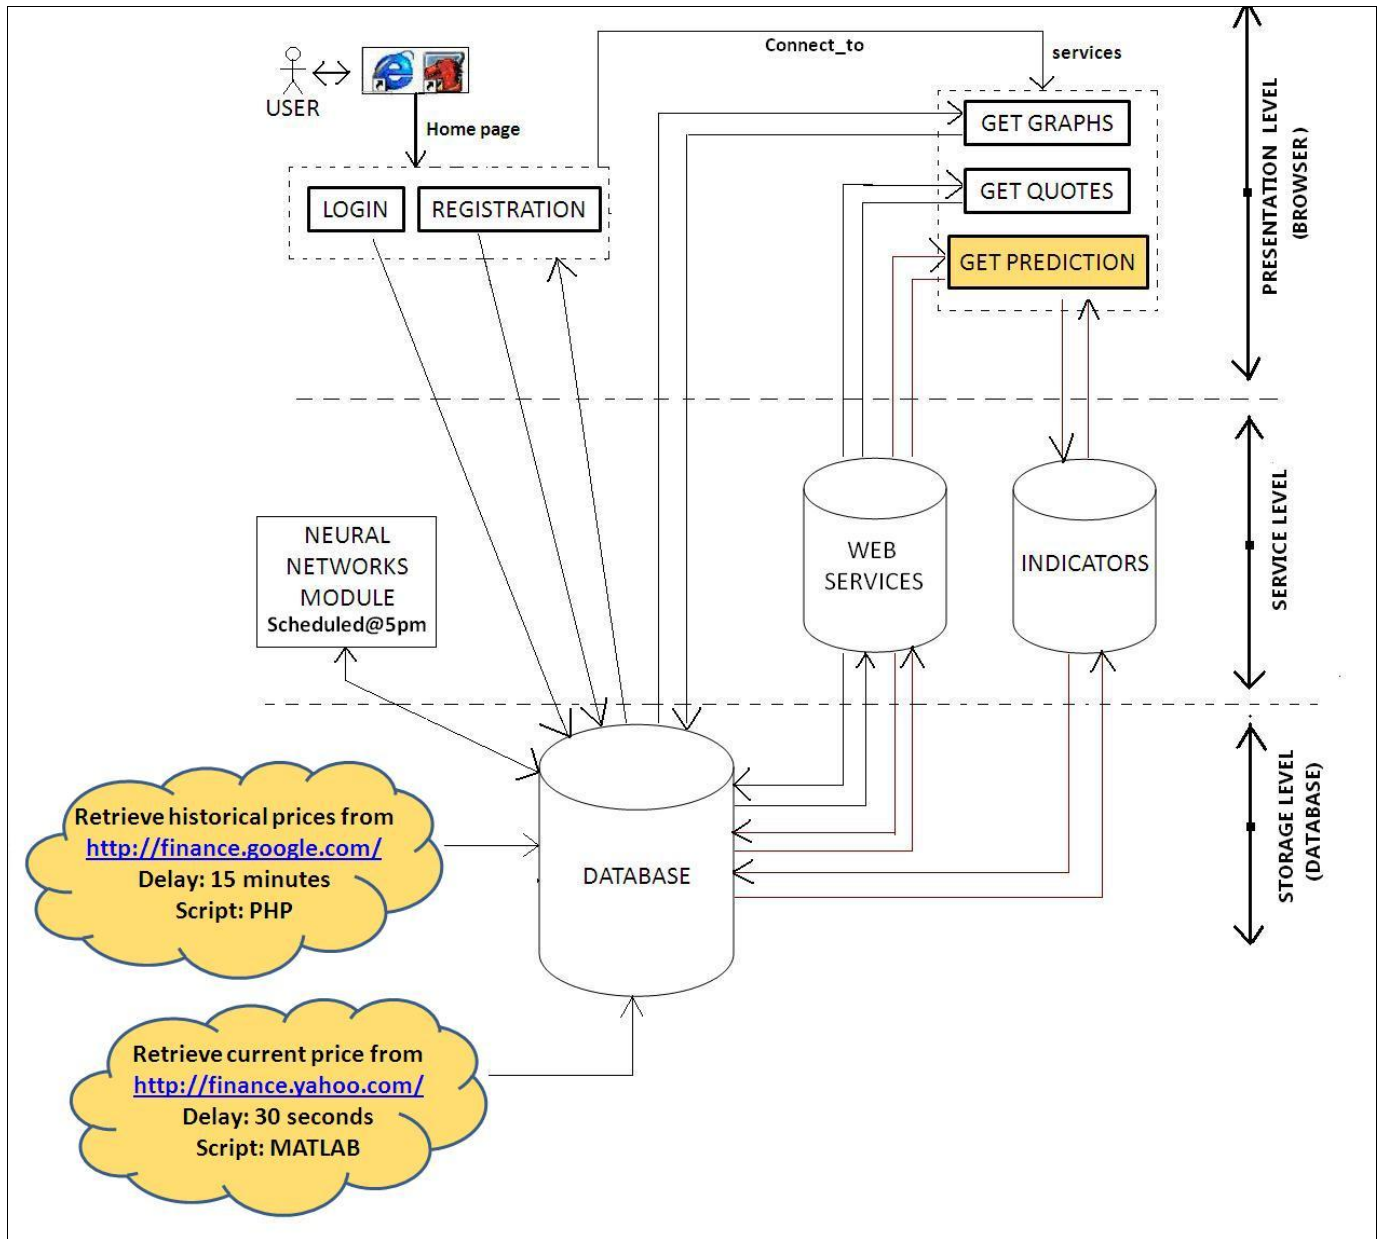 Connect_to
services
USER
Home page
GET GRAPHS
LOGIN
REGISTRATION
GET QUOTES
GET PREDICTION
PRESENTATION LEVEL
(BROWSER)
NEURAL
NETWORKS
MODULE
Scheduled@5pm
WEB
SERVICES
INDICATORS
SERVICE LEVEL
Retrieve historical prices from
http://finance.google.com/
Delay: 15 minutes
Script: PHP
DATABASE
STORAGE LEVEL
(DATABASE)
Retrieve current price from
http://finance.yahoo.com/
Delay: 30 seconds
Script: MATLAB